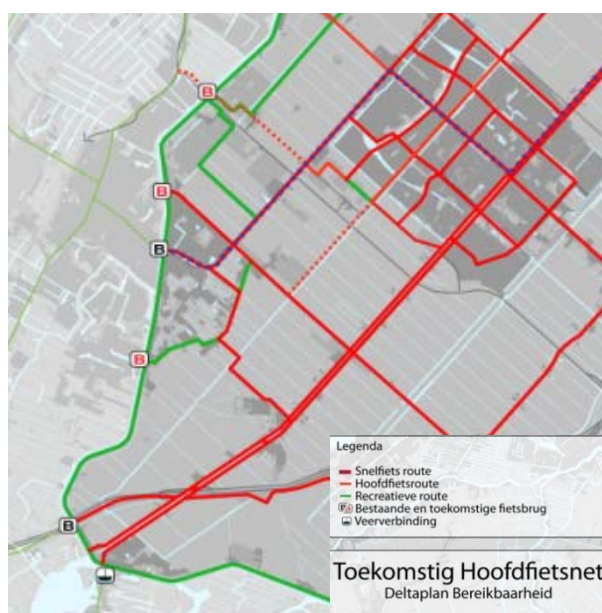 B
B
B
B
B
Legenda
Snelfiets route
Hoofdfietsroute
Recreatieve route
Bestaande en toekomstige fietsbrug
Veerverbinding
Toekomstig Hoofdfietsnet
Deltaplan Bereikbaarheid